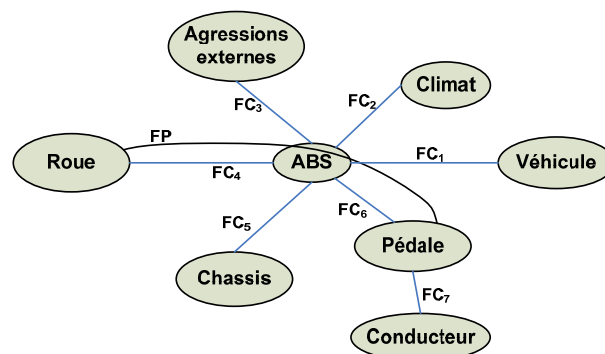 Agressions
externes
Climat
FC₃
FC₂
FP
Roue
ABS
Véhicule
FC₄
FC₁
FC₆
FC₅
Pédale
Chassis
FC₇
Conducteur